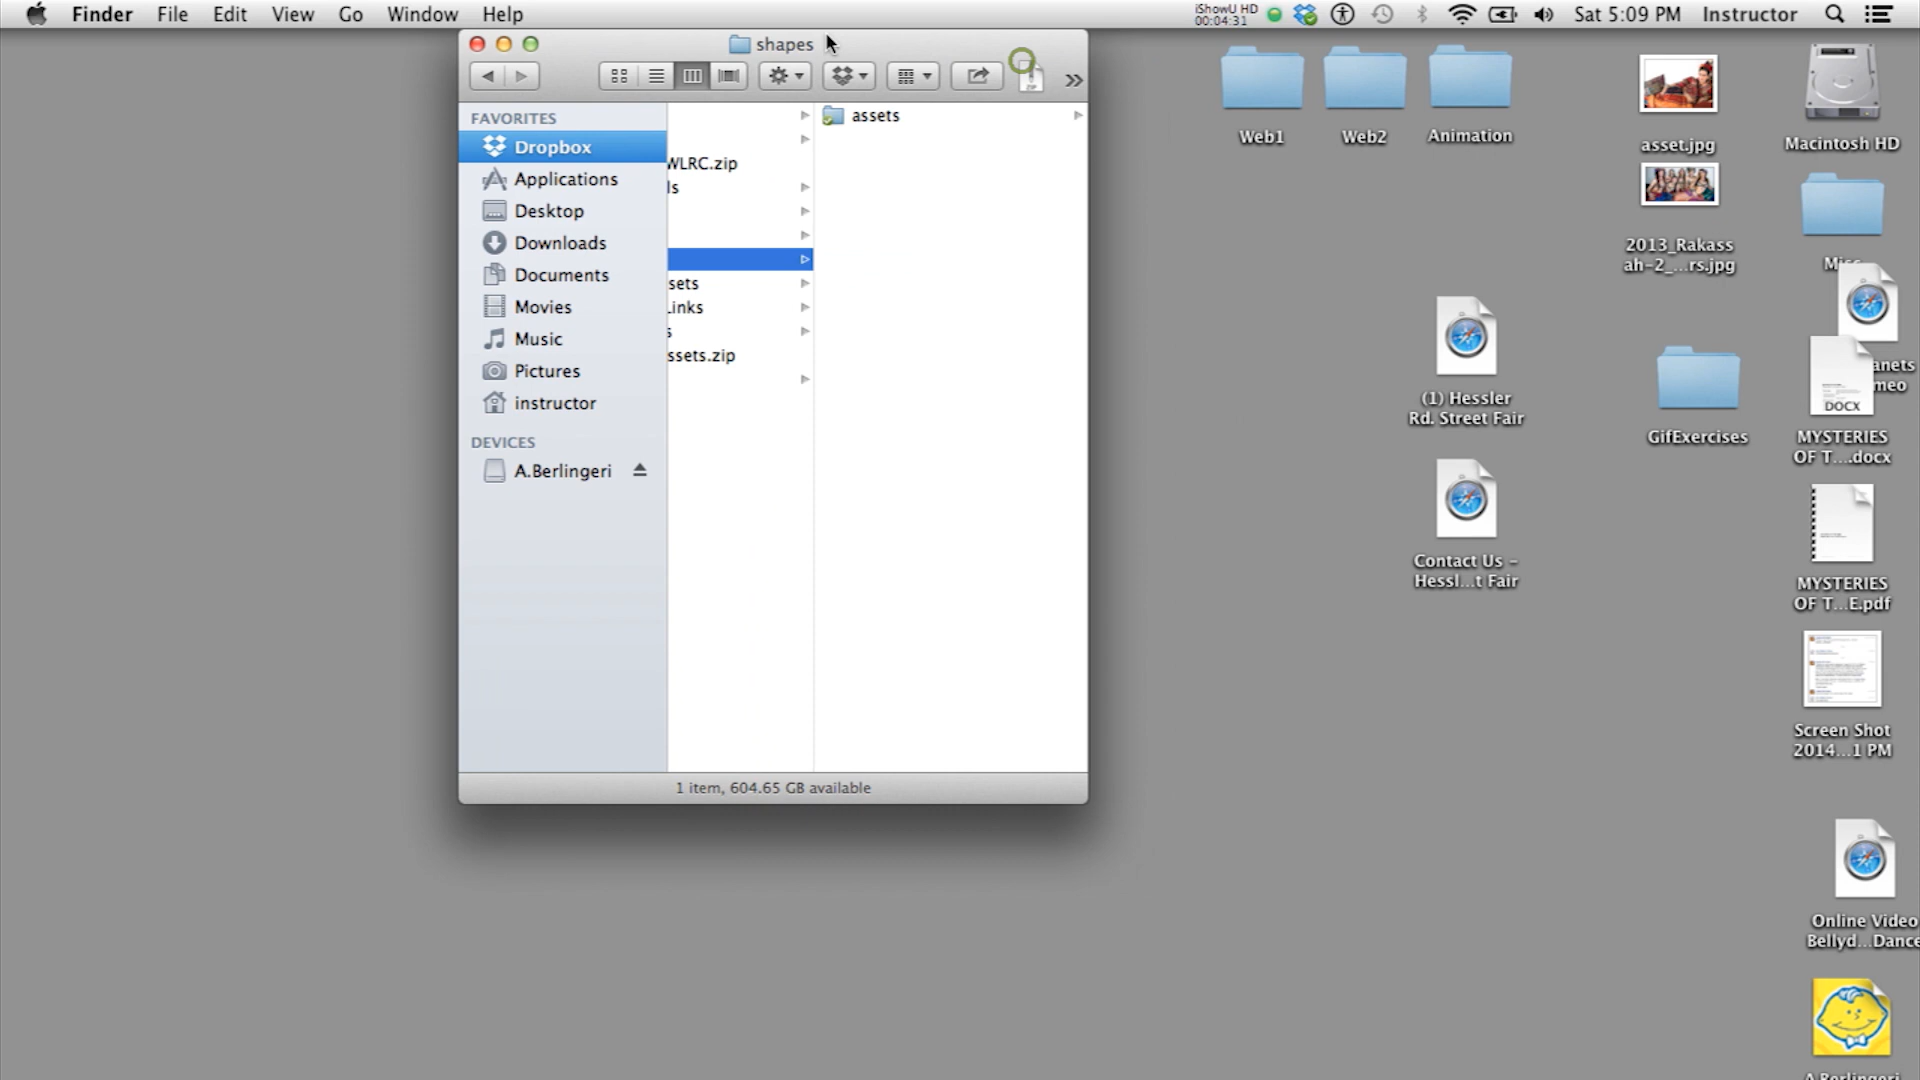 Finder File Edit View Go Window Help
iShowU HD
00:04:31
Sat 5:09 PM Instructor
shapes
ZIP
FAVORITES
Dropbox
Applications
Desktop
Downloads
Documents
Movies
Music
Pictures
instructor
DEVICES
A.Berlingeri
WLRC.zip
ls
sets
Links
s
ssets.zip
assets
1 item, 604.65 GB available
Web1
Web2
Animation
asset.jpg
Macintosh HD
2013_Rakass
ah-2_...rs.jpg
Misc
(1) Hessler
Rd. Street Fair
anets
meo
DOCX
GifExercises
MYSTERIES
OF T....docx
Contact Us -
Hessl...t Fair
MYSTERIES
OF T...E.pdf
Screen Shot
2014...1 PM
Online Video
Bellyd...Dance
A.Berlingeri